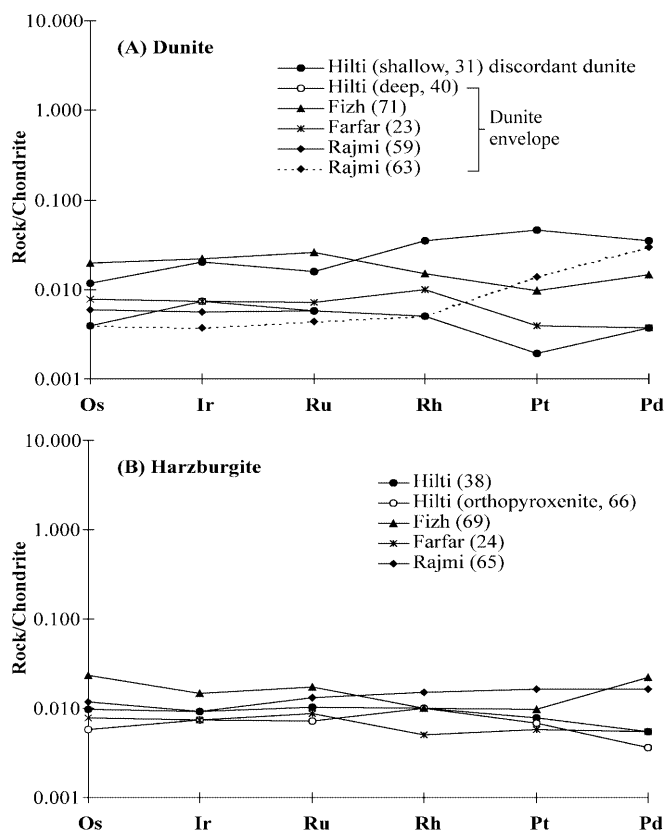 10.000
(A) Dunite
Hilti (shallow, 31) discordant dunite
Hilti (deep, 40)
Fizh (71)
Farfar (23)
Rajmi (59)
Rajmi (63)
Dunite
envelope
1.000
0.100
0.010
0.001
Rock/Chondrite
Os Ir Ru Rh Pt Pd
10.000
(B) Harzburgite
Hilti (38)
Hilti (orthopyroxenite, 66)
Fizh (69)
Farfar (24)
Rajmi (65)
1.000
0.100
0.010
0.001
Rock/Chondrite
Os Ir Ru Rh Pt Pd